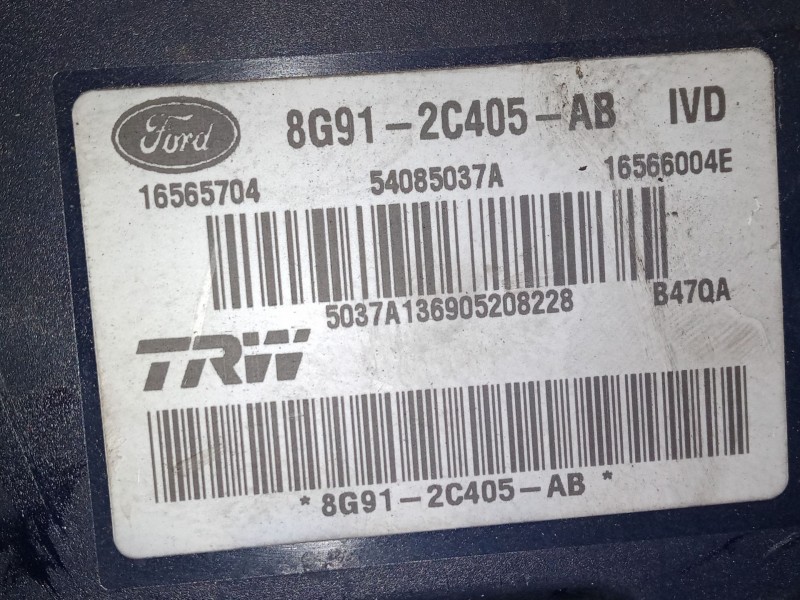 Ford 8G91-2C405-AB IVD
16565704 54085037A 16566004E
5037A136905208228 B47QA
TRW
* 8G91-2C405-AB *